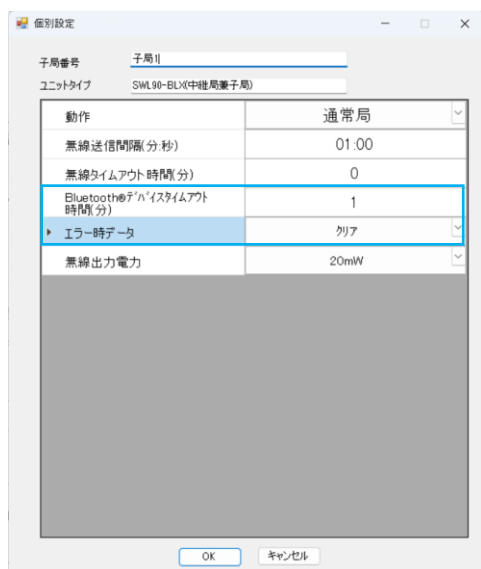 個別設定
子局番号 子局1
ユニットタイプ SWL90-BLX(中継局兼子局)
動作 通常局
無線送信間隔(分:秒) 01:00
無線タイムアウト時間(分) 0
Bluetooth®ﾃﾞﾊﾞｲｽﾀｲﾑｱｳﾄ
時間(分) 1
エラー時データ クリア
無線出力電力 20mW
OK キャンセル